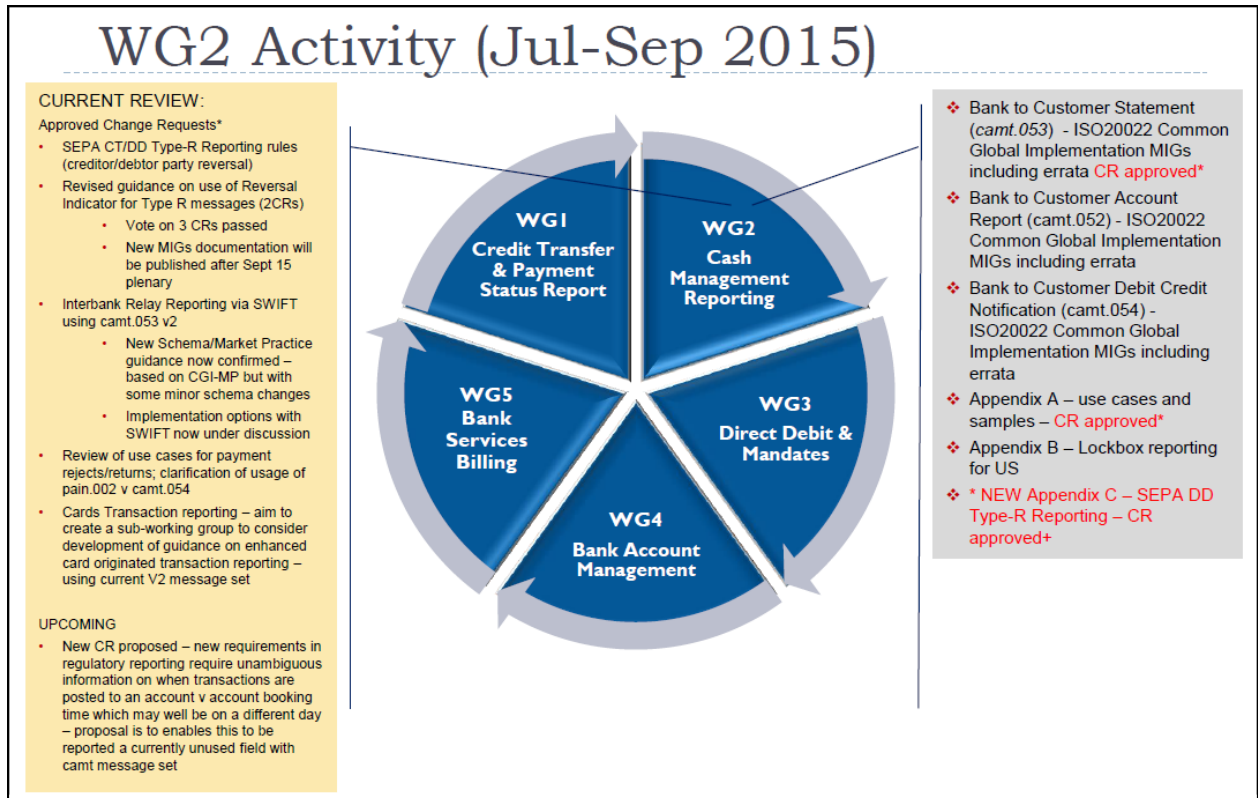 WG2 Activity (Jul-Sep 2015)
CURRENT REVIEW:
Approved Change Requests*
• SEPA CT/DD Type-R Reporting rules
(creditor/debtor party reversal)
• Revised guidance on use of Reversal
Indicator for Type R messages (2CRs)
• Vote on 3 CRs passed
• New MIGs documentation will
be published after Sept 15
plenary
• Interbank Relay Reporting via SWIFT
using camt.053 v2
• New Schema/Market Practice
guidance now confirmed –
based on CGI-MP but with
some minor schema changes
• Implementation options with
SWIFT now under discussion
• Review of use cases for payment
rejects/returns; clarification of usage of
pain.002 v camt.054
• Cards Transaction reporting – aim to
create a sub-working group to consider
development of guidance on enhanced
card originated transaction reporting –
using current V2 message set
UPCOMING
• New CR proposed – new requirements in
regulatory reporting require unambiguous
information on when transactions are
posted to an account v account booking
time which may well be on a different day
– proposal is to enables this to be
reported a currently unused field with
camt message set
WG1
Credit Transfer
& Payment
Status Report
WG2
Cash
Management
Reporting
WG3
Direct Debit &
Mandates
WG4
Bank Account
Management
WG5
Bank
Services
Billing
❖ Bank to Customer Statement
(camt.053) - ISO20022 Common
Global Implementation MIGs
including errata CR approved*
❖ Bank to Customer Account
Report (camt.052) - ISO20022
Common Global Implementation
MIGs including errata
❖ Bank to Customer Debit Credit
Notification (camt.054) -
ISO20022 Common Global
Implementation MIGs including
errata
❖ Appendix A – use cases and
samples – CR approved*
❖ Appendix B – Lockbox reporting
for US
❖ * NEW Appendix C – SEPA DD
Type-R Reporting – CR
approved+